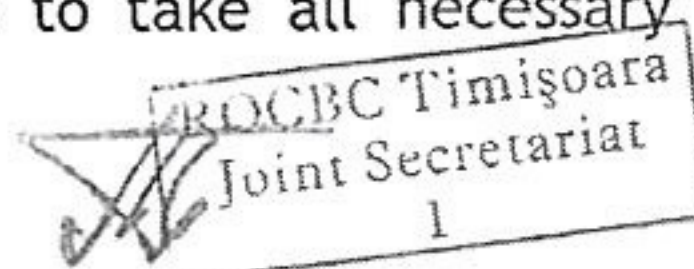 to take all necessary
ROCBC Timişoara
Joint Secretariat
1